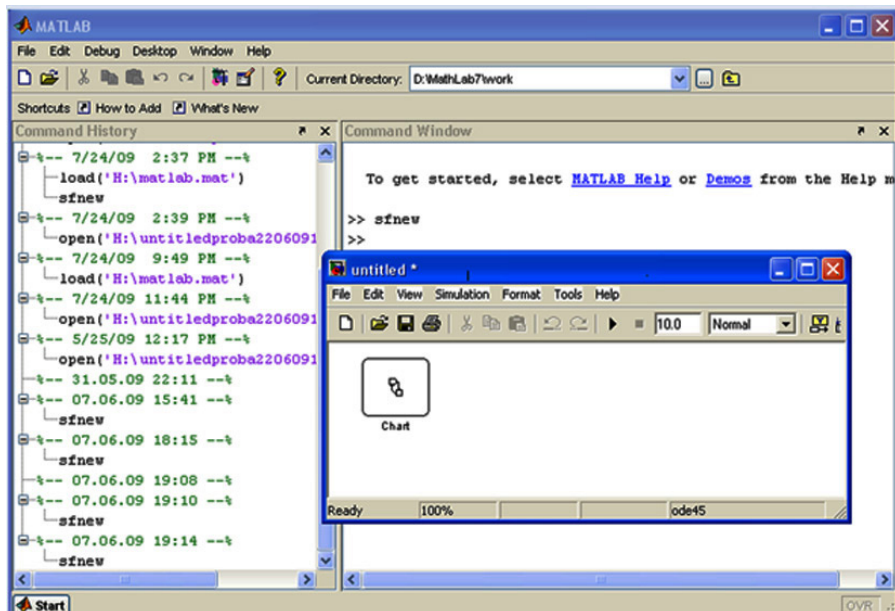 MATLAB
File Edit Debug Desktop Window Help
Current Directory: D:\MathLab7\work
Shortcuts How to Add What's New
Command History
%-- 7/24/09 2:37 PM --%
load('H:\matlab.mat')
sfnew
%-- 7/24/09 2:39 PM --%
open('H:\untitledproba2206091
%-- 7/24/09 9:49 PM --%
load('H:\matlab.mat')
%-- 7/24/09 11:44 PM --%
open('H:\untitledproba2206091
%-- 5/25/09 12:17 PM --%
open('H:\untitledproba2206091
%-- 31.05.09 22:11 --%
%-- 07.06.09 15:41 --%
sfnew
%-- 07.06.09 18:15 --%
sfnew
%-- 07.06.09 19:08 --%
%-- 07.06.09 19:10 --%
sfnew
%-- 07.06.09 19:14 --%
sfnew
Command Window
To get started, select MATLAB Help or Demos from the Help m
>> sfnew
>>
untitled *
File Edit View Simulation Format Tools Help
10.0 Normal
Chart
Ready 100% ode45
Start
OVR